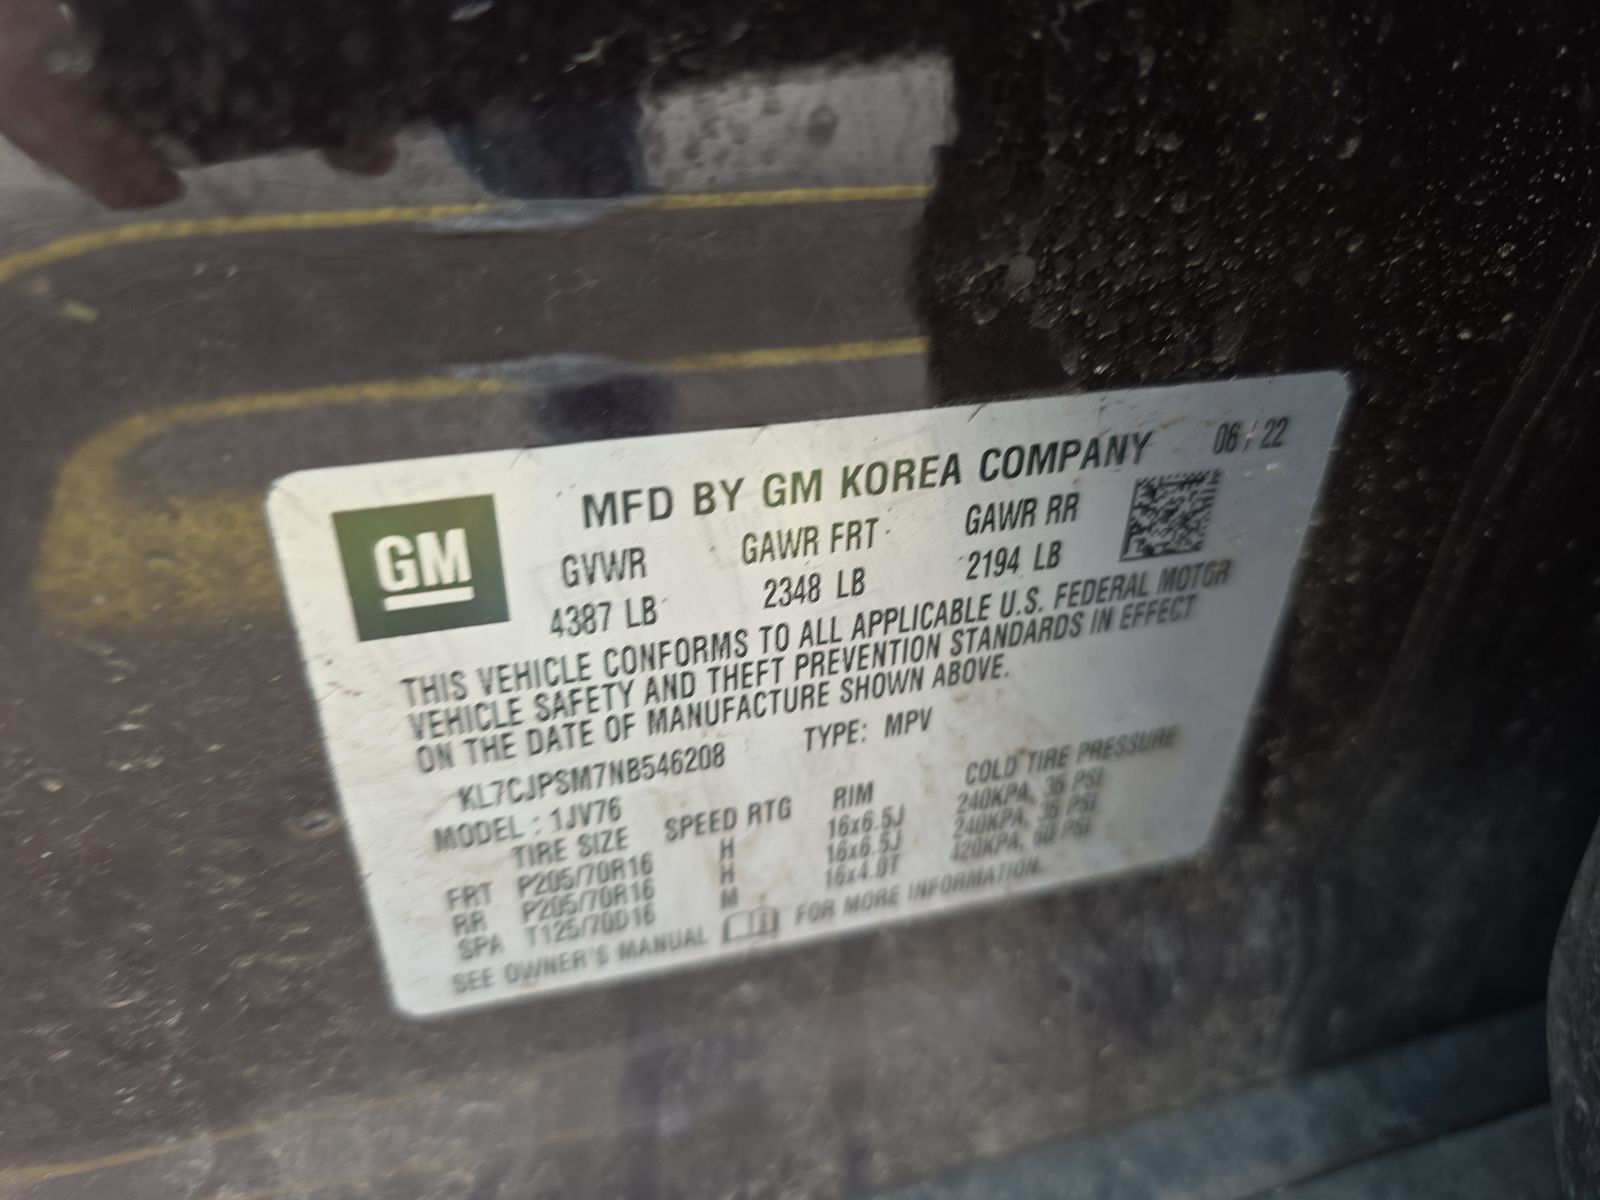 GM
MFD BY GM KOREA COMPANY 06 / 22
GVWR GAWR FRT GAWR RR
4387 LB 2348 LB 2194 LB
THIS VEHICLE CONFORMS TO ALL APPLICABLE U.S. FEDERAL MOTOR
VEHICLE SAFETY AND THEFT PREVENTION STANDARDS IN EFFECT
ON THE DATE OF MANUFACTURE SHOWN ABOVE.
KL7CJPSM7NB546208 TYPE: MPV
MODEL : 1JV76
TIRE SIZE SPEED RTG RIM COLD TIRE PRESSURE
FRT P205/70R16 H 16x6.5J 240KPA, 35 PSI
RR P205/70R16 H 16x6.5J 240KPA, 35 PSI
SPA T125/70D16 M 16x4.0T 420KPA, 60 PSI
SEE OWNER'S MANUAL FOR MORE INFORMATION.